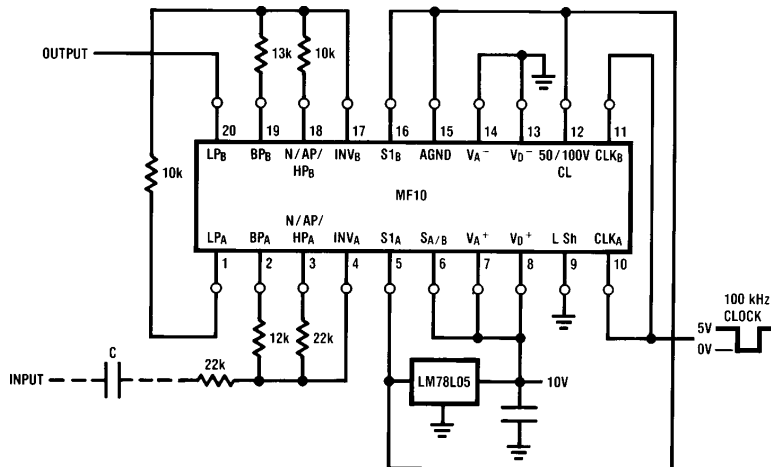 OUTPUT
13k
10k
20
19
18
17
16
15
14
13
12
11
LPB
BPB
N/AP/
HPB
INVB
S1B
AGND
VA−
VD−
50/100V
CL
CLKB
10k
MF10
LPA
BPA
N/AP/
HPA
INVA
S1A
SA/B
VA+
VD+
L Sh
CLKA
1
2
3
4
5
6
7
8
9
10
100 kHz
CLOCK
5V
0V
12k
22k
C
INPUT
22k
LM78L05
10V